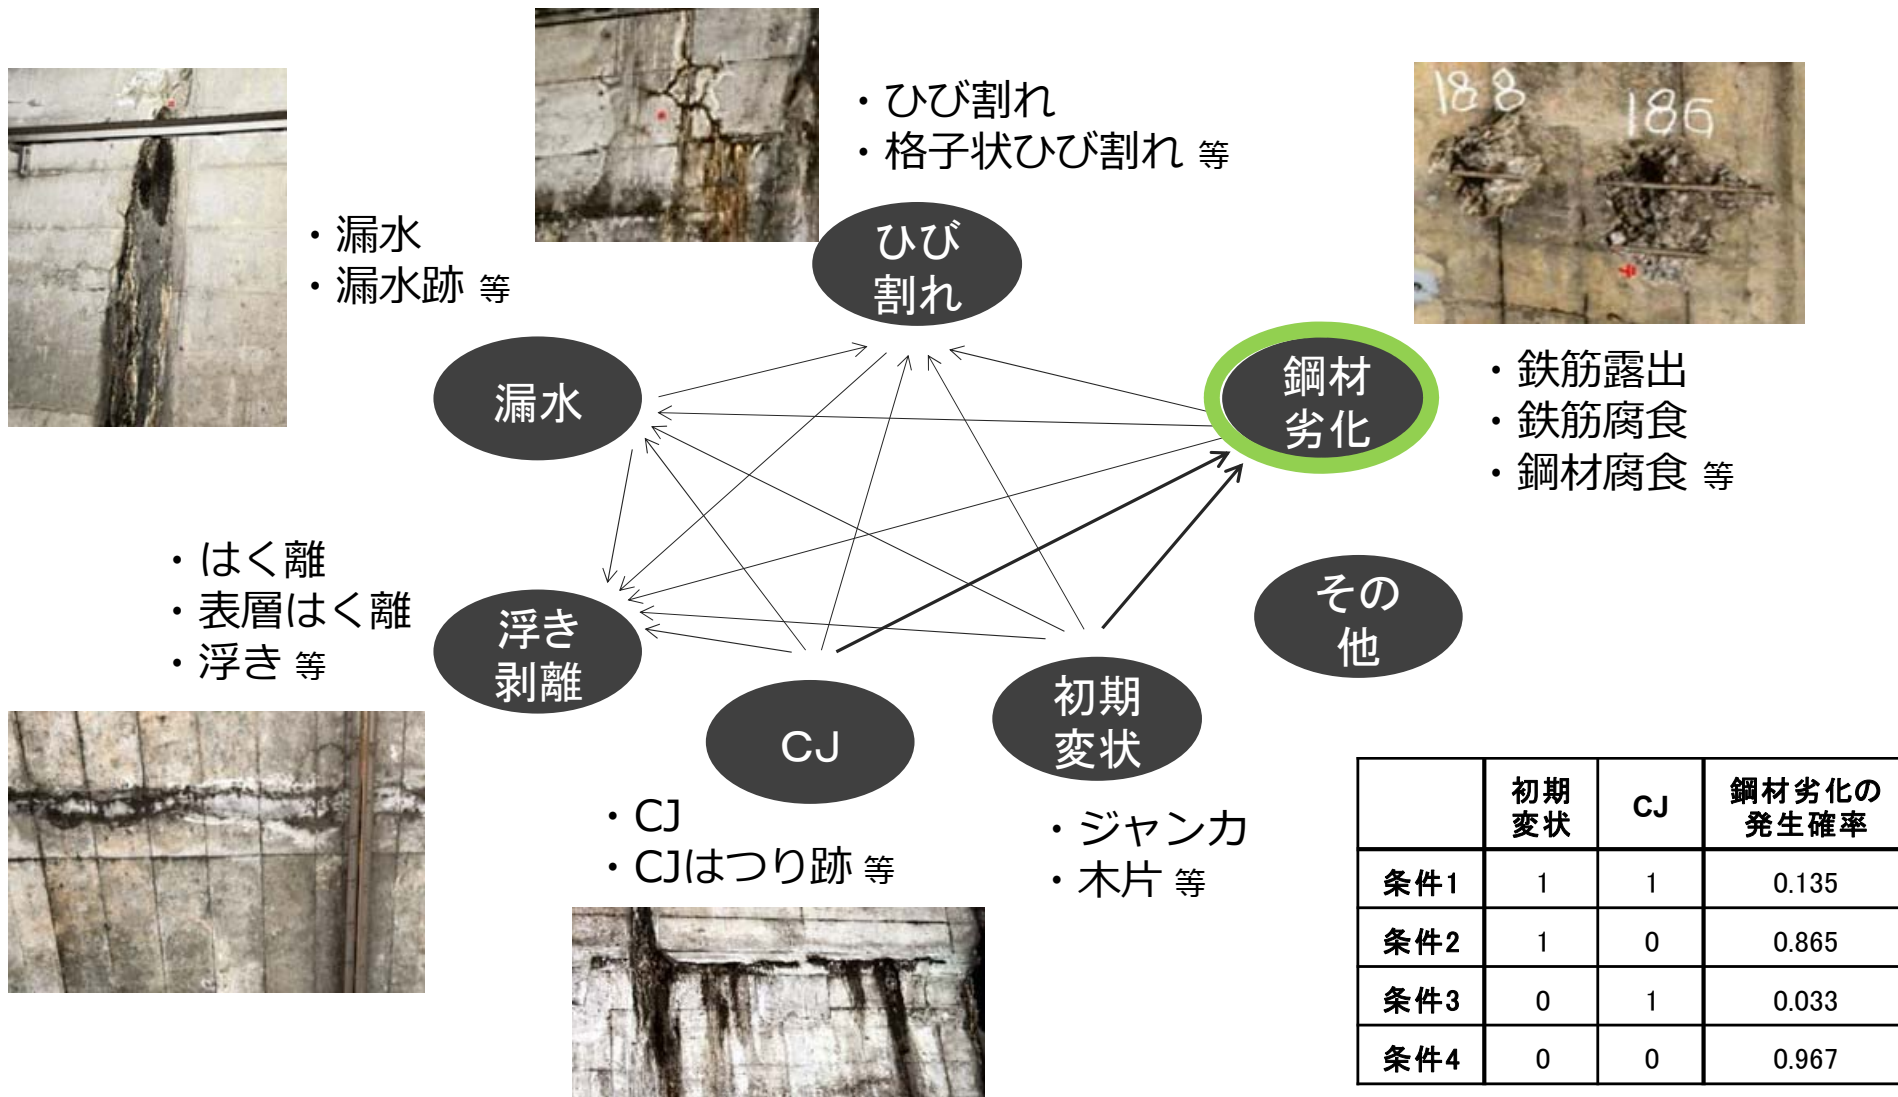 ・漏水
・漏水跡 等
・ひび割れ
・格子状ひび割れ 等
188
186
ひび
割れ
漏水
鋼材
劣化
・鉄筋露出
・鉄筋腐食
・鋼材腐食 等
・はく離
・表層はく離
・浮き 等
浮き
剥離
その
他
CJ
初期
変状
・CJ
・CJはつり跡 等
・ジャンカ
・木片 等
初期
変状
CJ
鋼材劣化の
発生確率
条件1 1 1 0.135
条件2 1 0 0.865
条件3 0 1 0.033
条件4 0 0 0.967